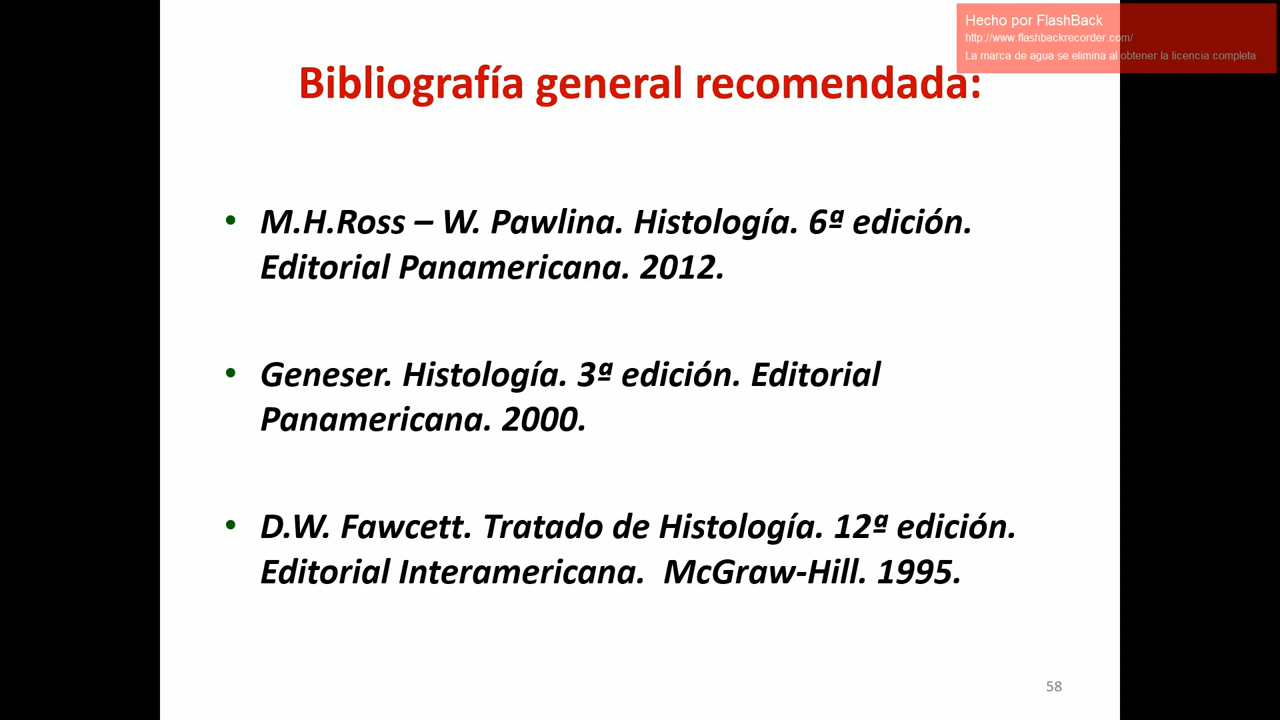 Hecho por FlashBack
http://www.flashbackrecorder.com/
La marca de agua se elimina al obtener la licencia completa
Bibliografía general recomendada:
• M.H.Ross – W. Pawlina. Histología. 6ª edición.
Editorial Panamericana. 2012.
• Geneser. Histología. 3ª edición. Editorial
Panamericana. 2000.
• D.W. Fawcett. Tratado de Histología. 12ª edición.
Editorial Interamericana.  McGraw-Hill. 1995.
58